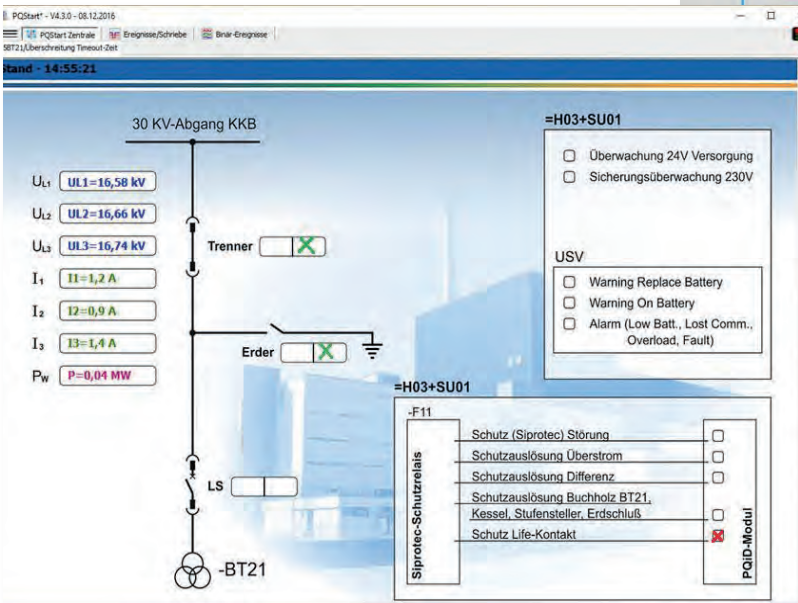 PQStart* - V4.3.0 - 08.12.2016
PQStart Zentrale
Ereignisse/Schriebe
Binär-Ereignisse
5BT21/Überschreitung Timeout-Zeit
Stand - 14:55:21
30 KV-Abgang KKB
UL1 UL1=16,58 kV
UL2 UL2=16,66 kV
UL3 UL3=16,74 kV
I1 I1=1,2 A
I2 I2=0,9 A
I3 I3=1,4 A
PW P=0,04 MW
Trenner
Erder
LS
-BT21
=H03+SU01
Überwachung 24V Versorgung
Sicherungsüberwachung 230V
USV
Warning Replace Battery
Warning On Battery
Alarm (Low Batt., Lost Comm.,
Overload, Fault)
=H03+SU01
-F11
Siprotec-Schutzrelais
Schutz (Siprotec) Störung
Schutzauslösung Überstrom
Schutzauslösung Differenz
Schutzauslösung Buchholz BT21,
Kessel, Stufensteller, Erdschluß
Schutz Life-Kontakt
PQiD-Modul